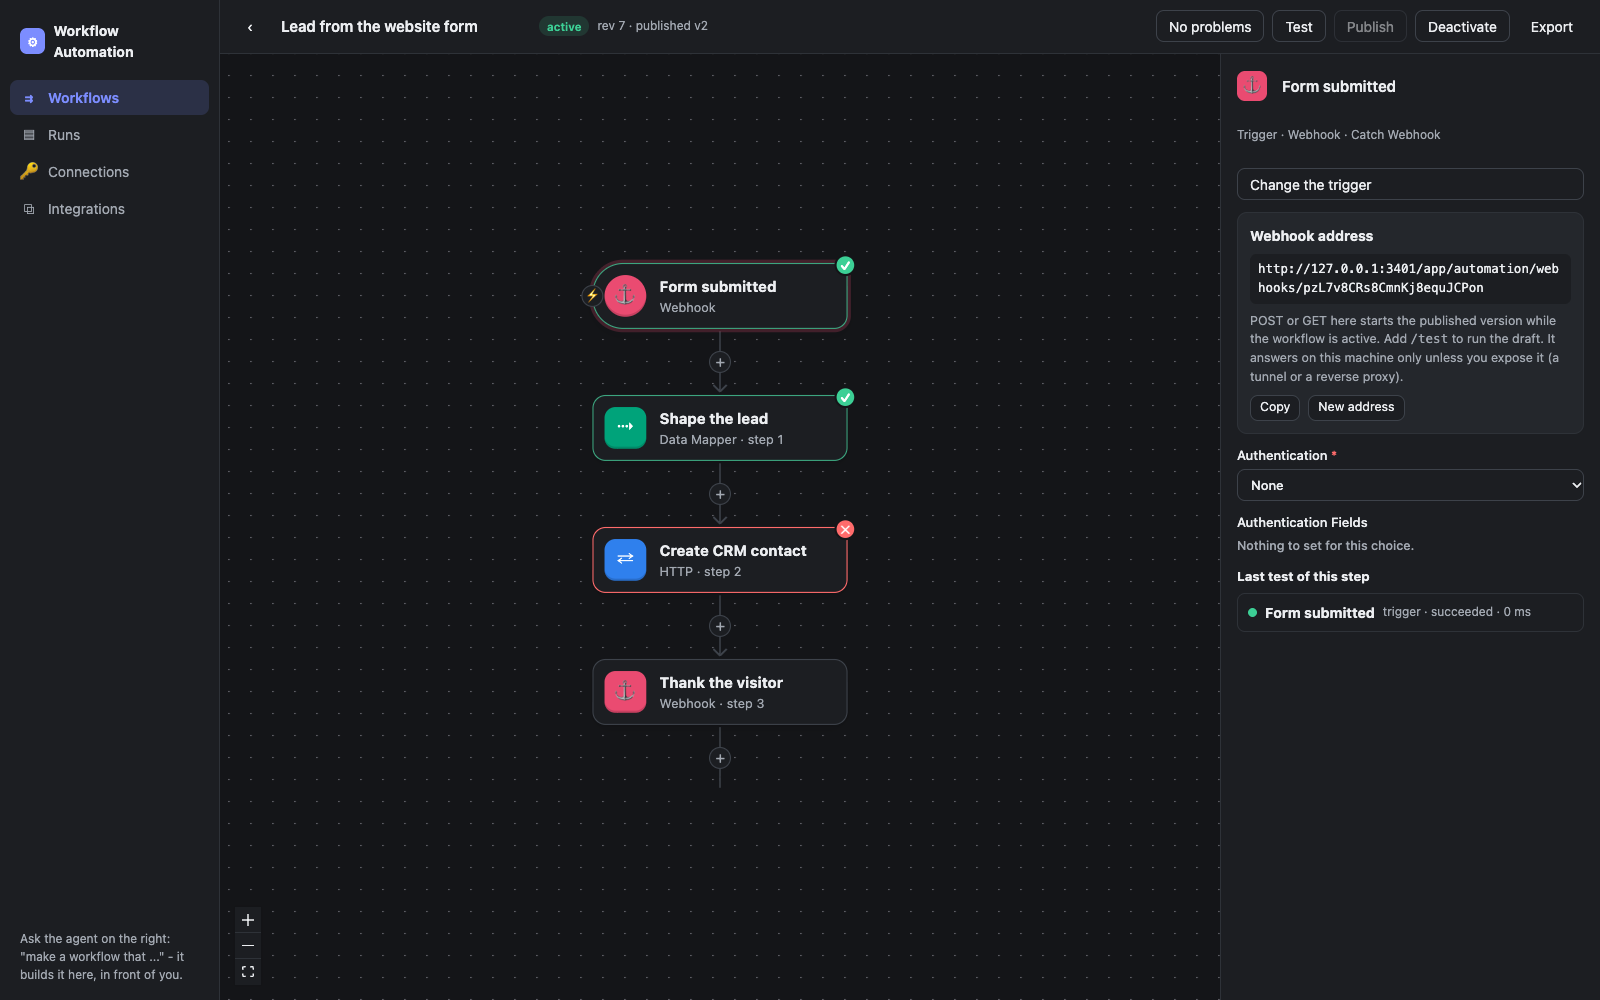 Workflow
Automation
Workflows
Runs
Connections
Integrations
Ask the agent on the right:
"make a workflow that ..." - it
builds it here, in front of you.
Lead from the website form
active
rev 7 · published v2
No problems
Test
Publish
Deactivate
Export
Form submitted
Webhook
Shape the lead
Data Mapper · step 1
Create CRM contact
HTTP · step 2
Thank the visitor
Webhook · step 3
Form submitted
Trigger · Webhook · Catch Webhook
Change the trigger
Webhook address
http://127.0.0.1:3401/app/automation/web
hooks/pzL7v8CRs8CmnKj8equJCPon
POST or GET here starts the published version while
the workflow is active. Add /test to run the draft. It
answers on this machine only unless you expose it (a
tunnel or a reverse proxy).
Copy
New address
Authentication *
None
Authentication Fields
Nothing to set for this choice.
Last test of this step
Form submitted trigger · succeeded · 0 ms